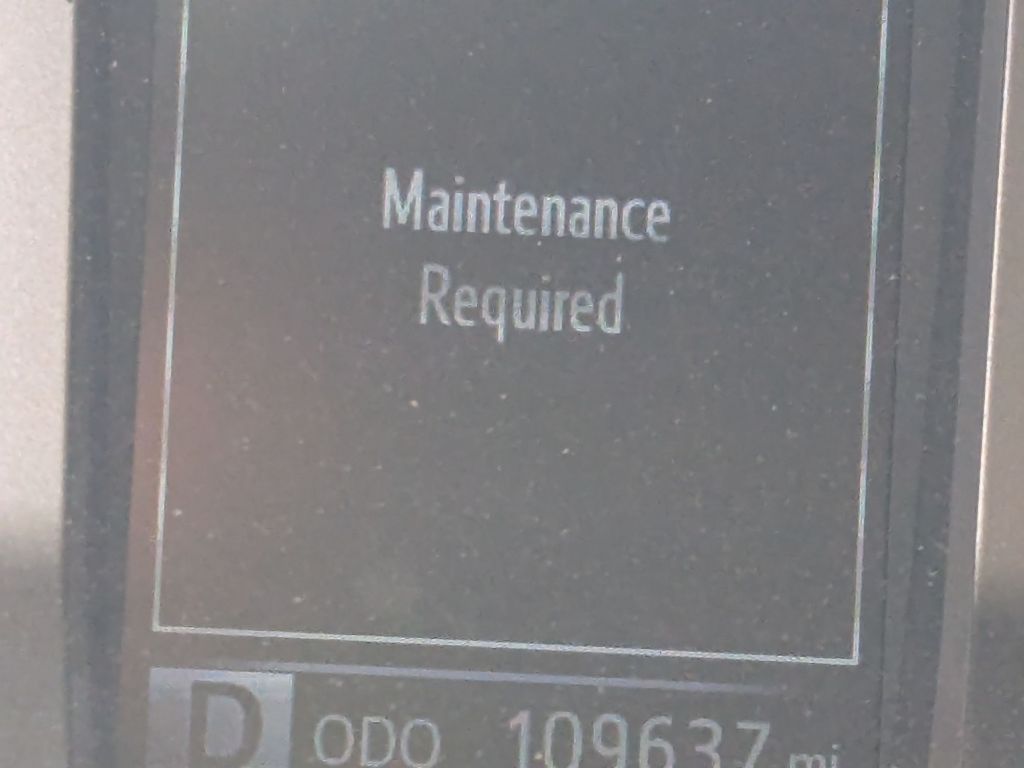 Maintenance
Required
D ODO 109637 mi